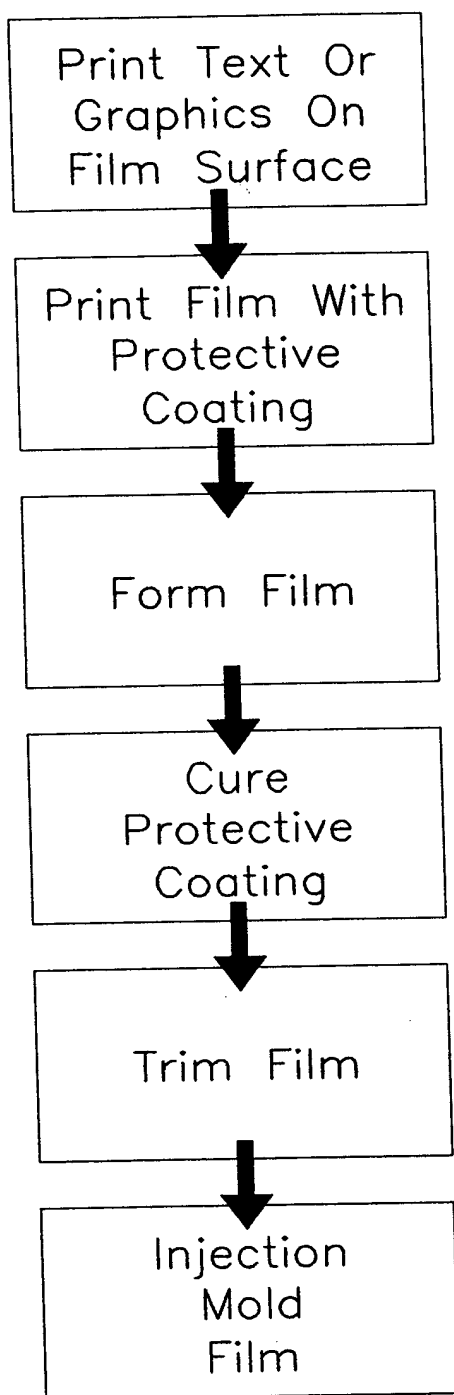 Print Text Or
Graphics On
Film Surface
Print Film With
Protective
Coating
Form Film
Cure
Protective
Coating
Trim Film
Injection
Mold
Film